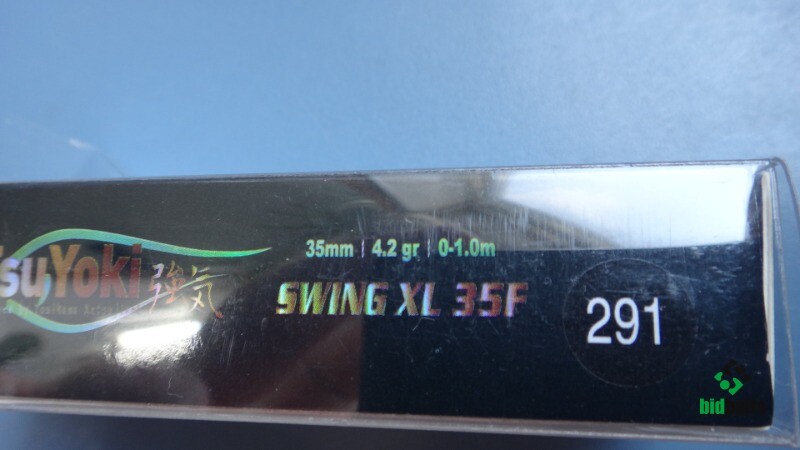 suYoki 強気
35mm | 4.2 gr | 0-1.0m
SWING XL 35F
291
bid